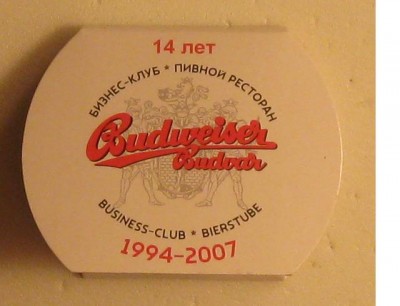 14 лет
БИЗНЕС-КЛУБ * ПИВНОЙ РЕСТОРАН
Budweiser
Budvar
BUSINESS-CLUB * BIERSTUBE
1994-2007